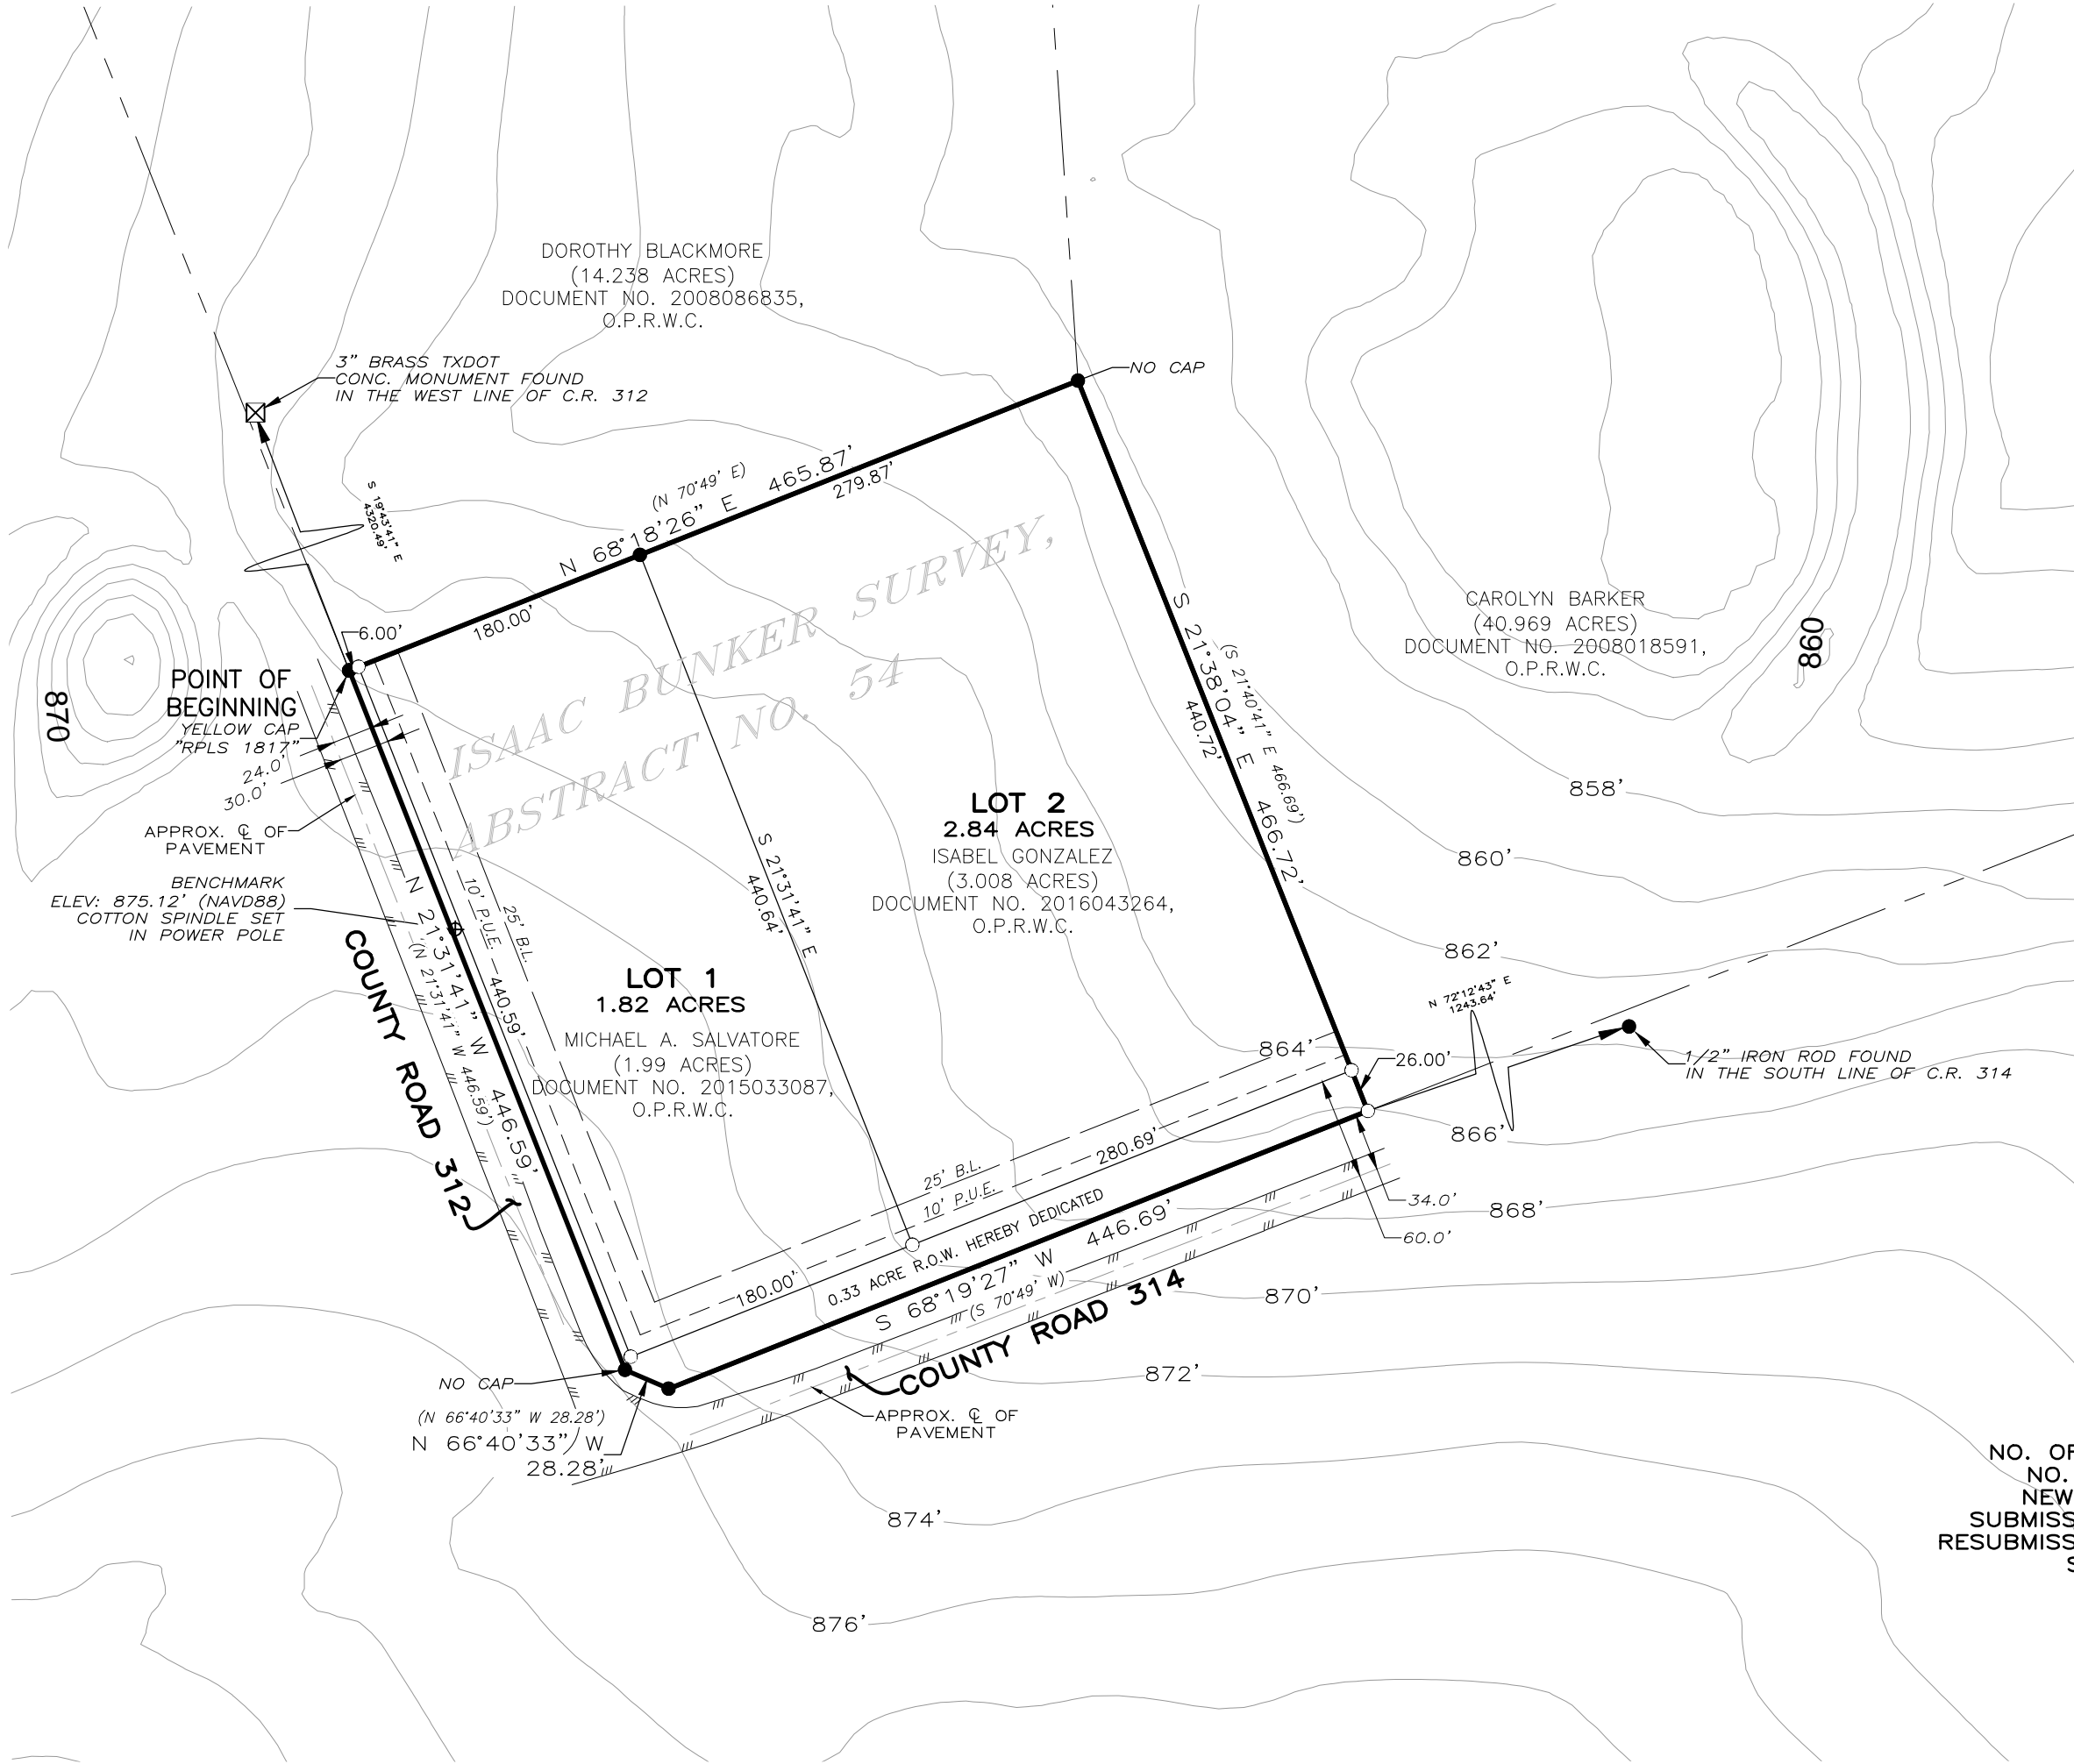 DOROTHY BLACKMORE
(14.238 ACRES)
DOCUMENT NO. 2008086835,
O.P.R.W.C.
3" BRASS TXDOT
CONC. MONUMENT FOUND
IN THE WEST LINE OF C.R. 312
NO CAP
S 19°43'41" E
4320.49'
(N 70°49' E)
N 68°18'26" E 465.87'
279.87'
180.00'
6.00'
ISAAC BUNKER SURVEY,
ABSTRACT NO. 54
CAROLYN BARKER
(40.969 ACRES)
DOCUMENT NO. 2008018591,
O.P.R.W.C.
860
870
POINT OF
BEGINNING
YELLOW CAP
"RPLS 1817"
24.0'
30.0'
APPROX. ℄ OF
PAVEMENT
BENCHMARK
ELEV: 875.12' (NAVD88)
COTTON SPINDLE SET
IN POWER POLE
S 21°38'04" E 466.72'
(S 21°40'41" E 466.69')
440.72'
858'
860'
862'
864'
866'
868'
870'
872'
874'
876'
LOT 2
2.84 ACRES
ISABEL GONZALEZ
(3.008 ACRES)
DOCUMENT NO. 2016043264,
O.P.R.W.C.
S 21°31'41" E
440.64'
LOT 1
1.82 ACRES
MICHAEL A. SALVATORE
(1.99 ACRES)
DOCUMENT NO. 2015033087,
O.P.R.W.C.
25' B.L.
10' P.U.E.
440.59'
N 21°31'41" W 446.59'
(N 21°31'41" W 446.59')
COUNTY ROAD 312
N 72°12'43" E
1243.64'
1/2" IRON ROD FOUND
IN THE SOUTH LINE OF C.R. 314
26.00'
34.0'
60.0'
280.69'
25' B.L.
10' P.U.E.
180.00'
0.33 ACRE R.O.W. HEREBY DEDICATED
S 68°19'27" W 446.69'
(S 70°49' W)
COUNTY ROAD 314
APPROX. ℄ OF
PAVEMENT
NO CAP
(N 66°40'33" W 28.28')
N 66°40'33" W
28.28'
NO. OF
NO.
NEW
SUBMISS
RESUBMISS